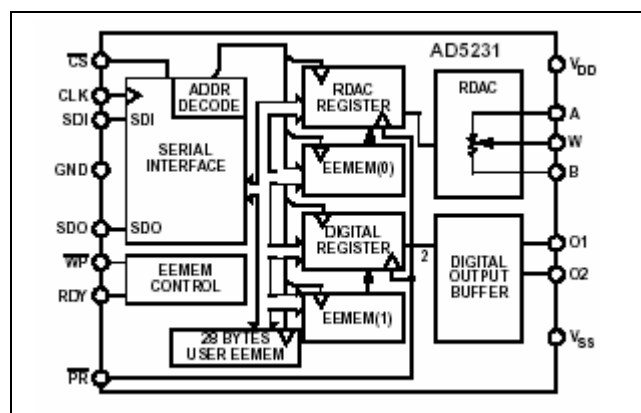 AD5231
CS
CLK
SDI
GND
SDO
WP
RDY
PR
ADDR
DECODE
SDI
SERIAL
INTERFACE
SDO
EEMEM
CONTROL
28 BYTES
USER EEMEM
RDAC
REGISTER
EEMEM(0)
DIGITAL
REGISTER
EEMEM(1)
RDAC
2
DIGITAL
OUTPUT
BUFFER
VDD
A
W
B
O1
O2
VSS